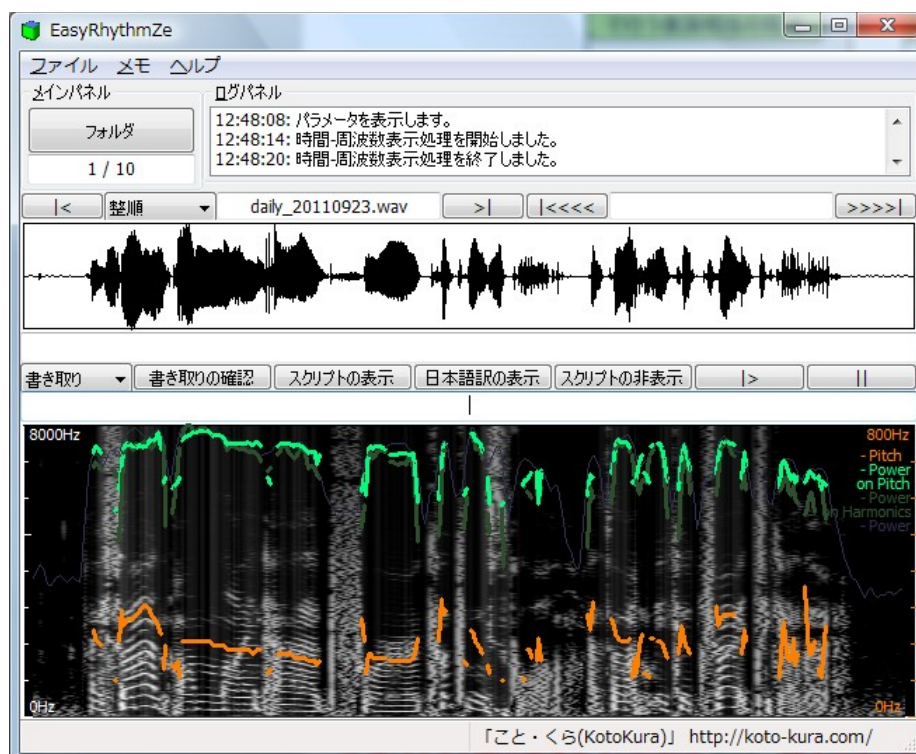 EasyRhythmZe
ファイル メモ ヘルプ
メインパネル
フォルダ
1 / 10
ログパネル
12:48:08: パラメータを表示します。
12:48:14: 時間-周波数表示処理を開始しました。
12:48:20: 時間-周波数表示処理を終了しました。
|< 整順 daily_20110923.wav >| |<<<< >>>>|
書き取り 書き取りの確認 スクリプトの表示 日本語訳の表示 スクリプトの非表示 |> ||
8000Hz
800Hz
- Pitch
- Power
on Pitch
- Power
on Harmonics
- Power
0Hz
0Hz
「こと・くら(KotoKura)」 http://koto-kura.com/